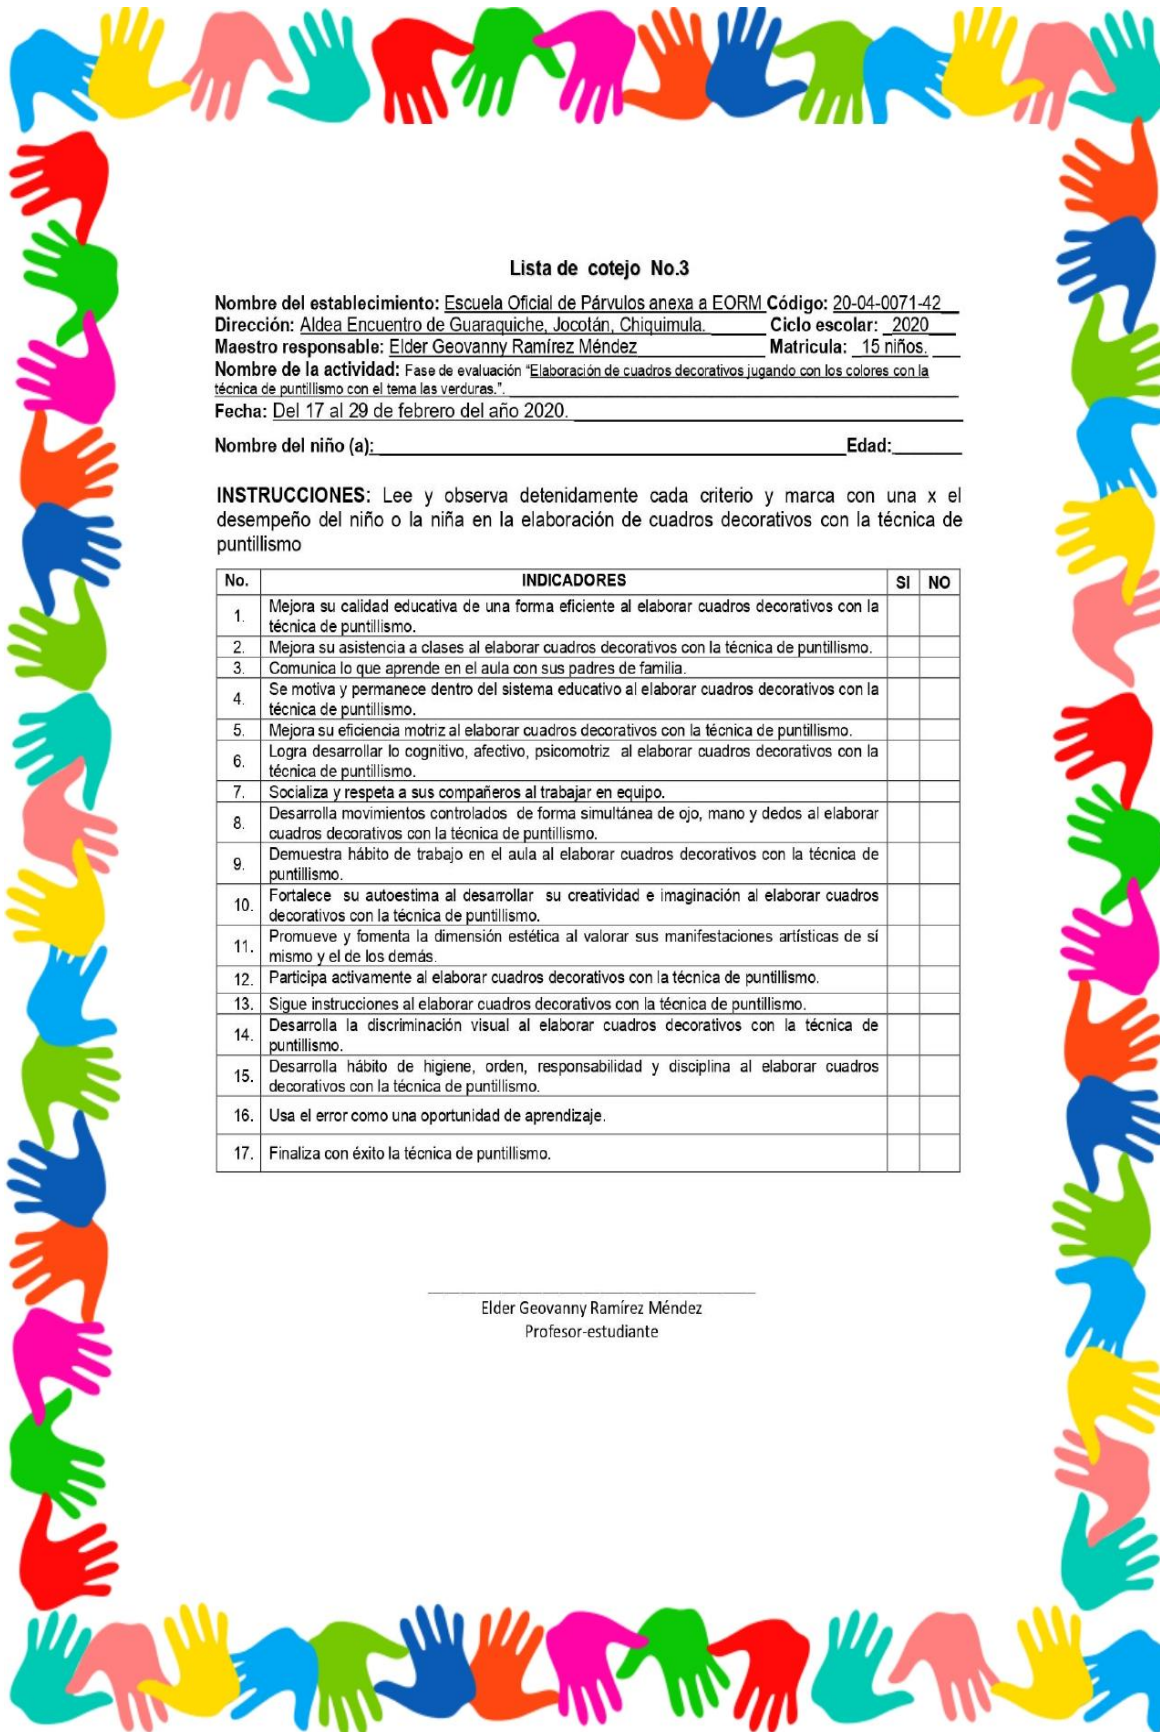 Lista de cotejo No.3
Nombre del establecimiento: Escuela Oficial de Párvulos anexa a EORM Código: 20-04-0071-42
Dirección: Aldea Encuentro de Guaraquiche, Jocotán, Chiquimula. Ciclo escolar: 2020
Maestro responsable: Elder Geovanny Ramírez Méndez Matricula: 15 niños.
Nombre de la actividad: Fase de evaluación “Elaboración de cuadros decorativos jugando con los colores con la
técnica de puntillismo con el tema las verduras.”.
Fecha: Del 17 al 29 de febrero del año 2020.
Nombre del niño (a): Edad:
INSTRUCCIONES: Lee y observa detenidamente cada criterio y marca con una x el
desempeño del niño o la niña en la elaboración de cuadros decorativos con la técnica de
puntillismo
No. INDICADORES SI NO
1. Mejora su calidad educativa de una forma eficiente al elaborar cuadros decorativos con la
técnica de puntillismo.
2. Mejora su asistencia a clases al elaborar cuadros decorativos con la técnica de puntillismo.
3. Comunica lo que aprende en el aula con sus padres de familia.
4. Se motiva y permanece dentro del sistema educativo al elaborar cuadros decorativos con la
técnica de puntillismo.
5. Mejora su eficiencia motriz al elaborar cuadros decorativos con la técnica de puntillismo.
6. Logra desarrollar lo cognitivo, afectivo, psicomotriz al elaborar cuadros decorativos con la
técnica de puntillismo.
7. Socializa y respeta a sus compañeros al trabajar en equipo.
8. Desarrolla movimientos controlados de forma simultánea de ojo, mano y dedos al elaborar
cuadros decorativos con la técnica de puntillismo.
9. Demuestra hábito de trabajo en el aula al elaborar cuadros decorativos con la técnica de
puntillismo.
10. Fortalece su autoestima al desarrollar su creatividad e imaginación al elaborar cuadros
decorativos con la técnica de puntillismo.
11. Promueve y fomenta la dimensión estética al valorar sus manifestaciones artísticas de sí
mismo y el de los demás.
12. Participa activamente al elaborar cuadros decorativos con la técnica de puntillismo.
13. Sigue instrucciones al elaborar cuadros decorativos con la técnica de puntillismo.
14. Desarrolla la discriminación visual al elaborar cuadros decorativos con la técnica de
puntillismo.
15. Desarrolla hábito de higiene, orden, responsabilidad y disciplina al elaborar cuadros
decorativos con la técnica de puntillismo.
16. Usa el error como una oportunidad de aprendizaje.
17. Finaliza con éxito la técnica de puntillismo.
Elder Geovanny Ramírez Méndez
Profesor-estudiante